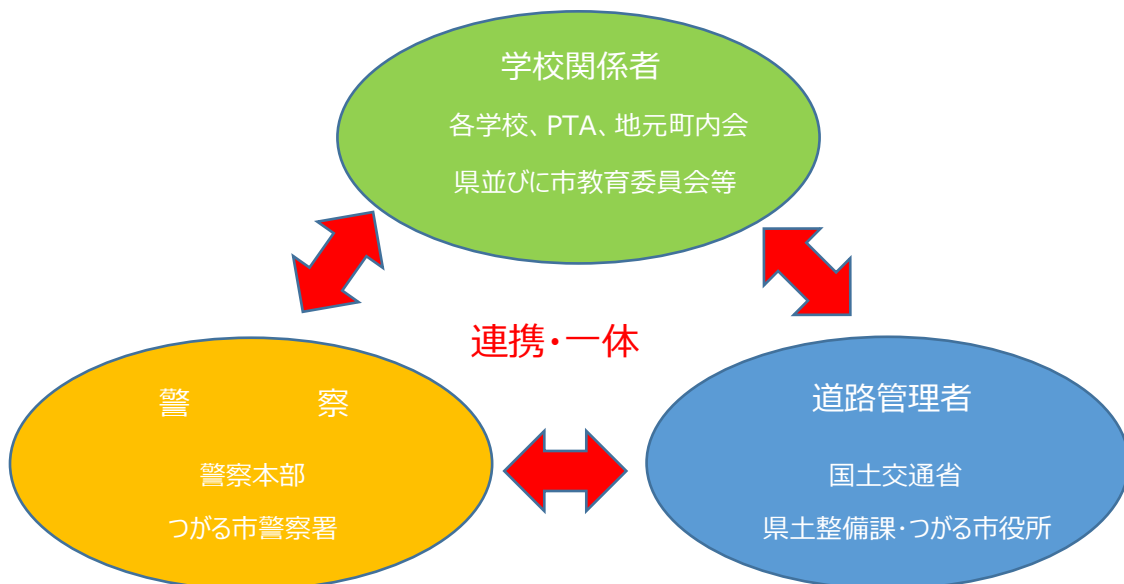 学校関係者
各学校、PTA、地元町内会
県並びに市教育委員会等
連携・一体
警　　　　察
警察本部
つがる市警察署
道路管理者
国土交通省
県土整備課・つがる市役所